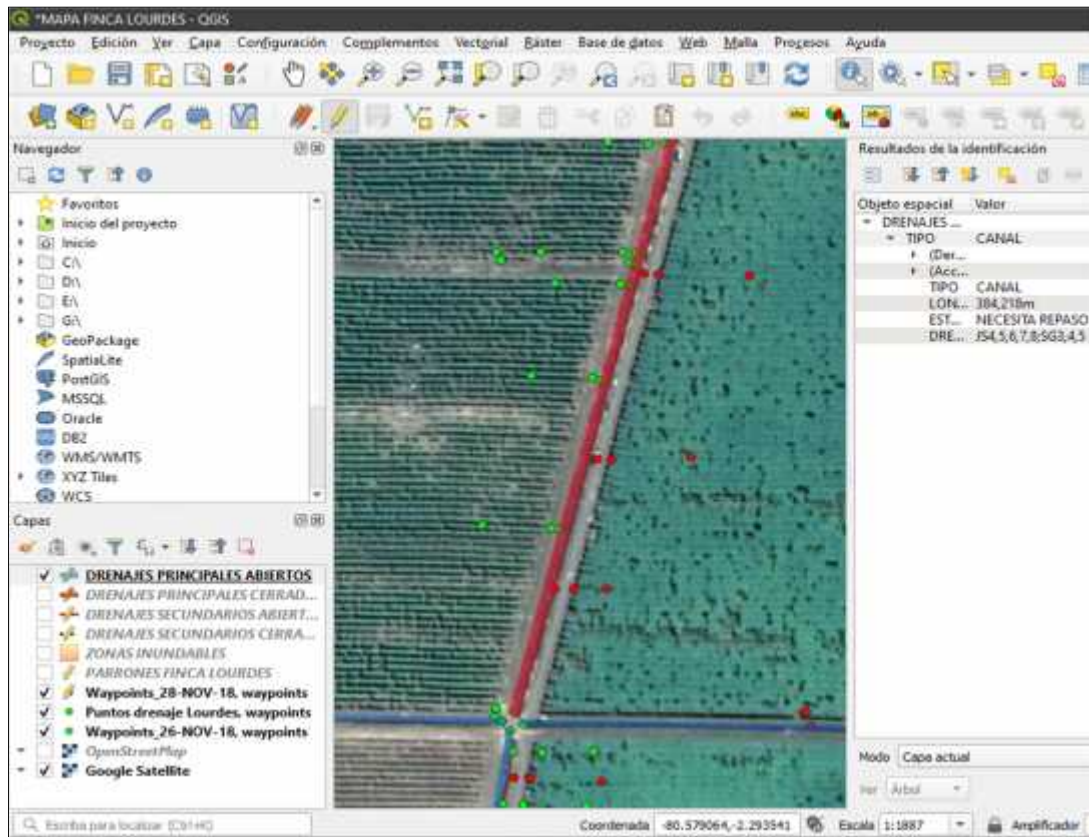 *MAPA FINCA LOURDES - QGIS
Proyecto Edición Ver Capa Configuración Complementos Vectorial Ráster Base de datos Web Malla Procesos Ayuda
Navegador
Favoritos
Inicio del proyecto
Inicio
C:\
D:\
E:\
G:\
GeoPackage
SpatiaLite
PostGIS
MSSQL
Oracle
DB2
WMS/WMTS
XYZ Tiles
WCS
Capas
DRENAJES PRINCIPALES ABIERTOS
DRENAJES PRINCIPALES CERRAD...
DRENAJES SECUNDARIOS ABIERT...
DRENAJES SECUNDARIOS CERRA...
ZONAS INUNDABLES
PARRONES FINCA LOURDES
Waypoints_28-NOV-18, waypoints
Puntos drenaje Lourdes, waypoints
Waypoints_26-NOV-18, waypoints
OpenStreetMap
Google Satellite
Resultados de la identificación
Objeto espacial Valor
DRENAJES ...
TIPO CANAL
(Der...
(Acc...
TIPO CANAL
LON... 384,218m
EST... NECESITA REPASO
DRE... JS4,5,6,7,8;SG3,4,5
Modo Capa actual
Ver Árbol
Escriba para localizar (Ctrl+K)
Coordenada -80.579064,-2.293541
Escala 1:1887
Amplificador